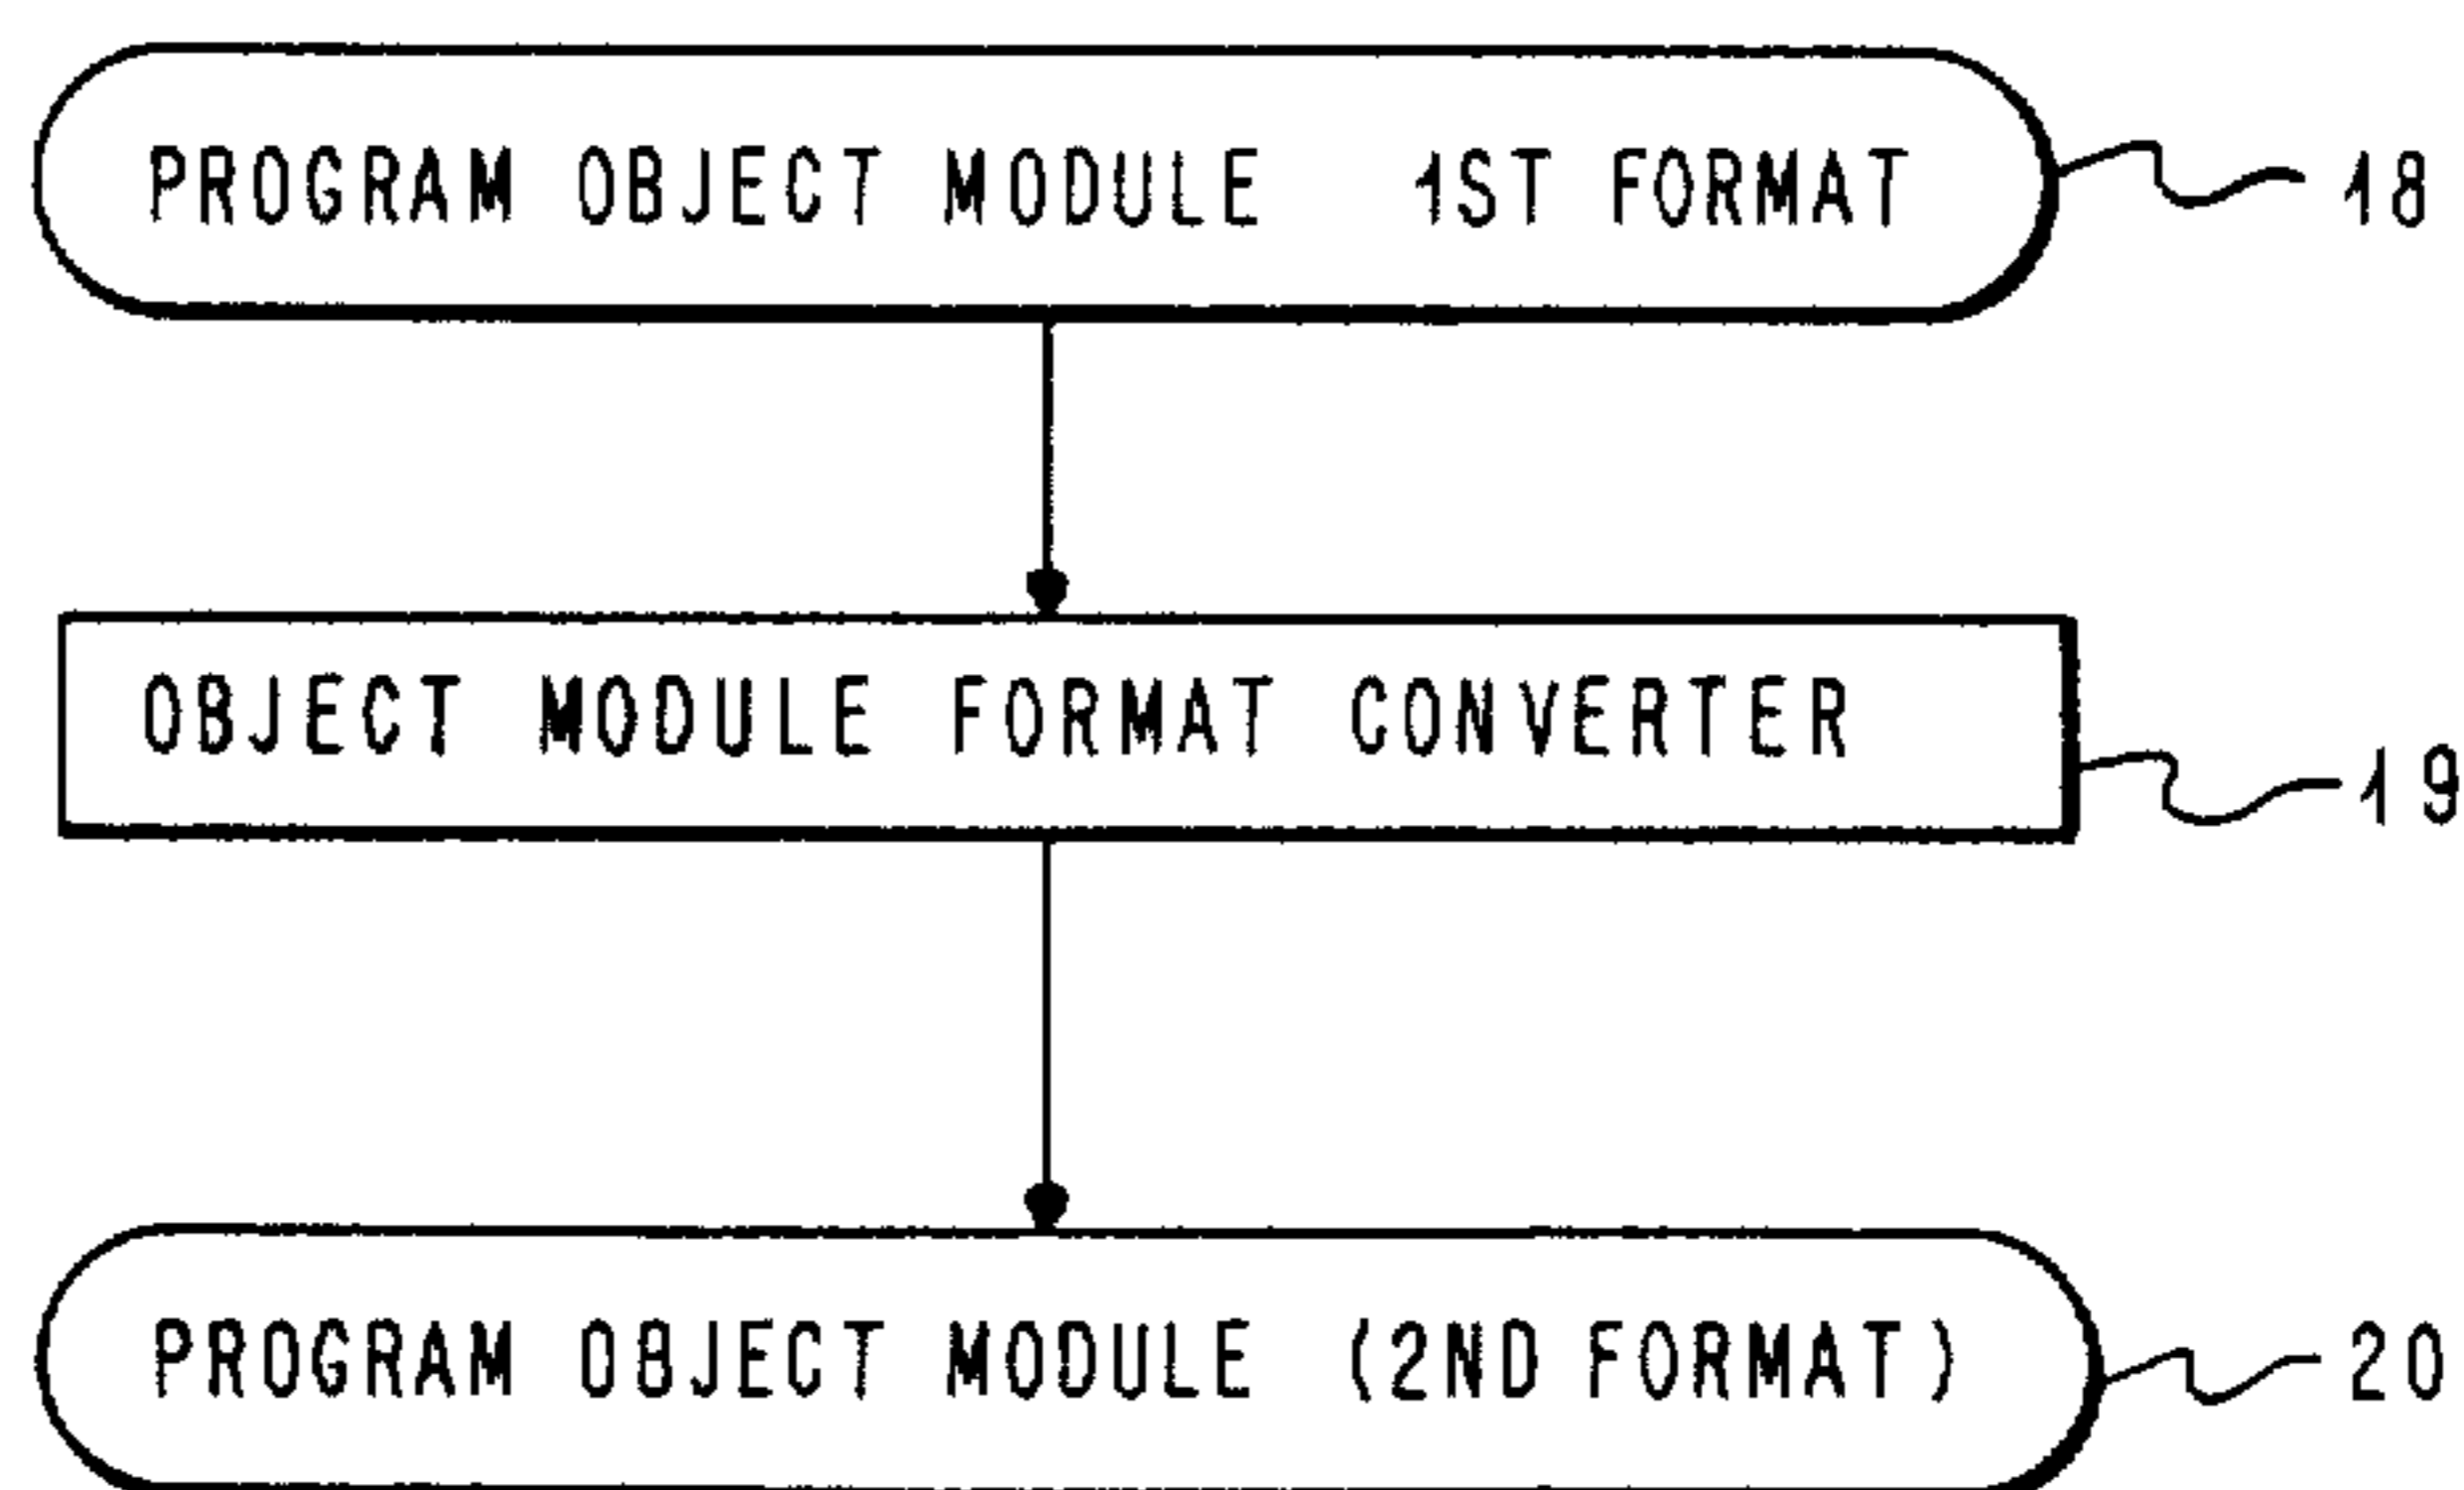 PROGRAM OBJECT MODULE 1ST FORMAT
18
OBJECT MODULE FORMAT CONVERTER
19
PROGRAM OBJECT MODULE (2ND FORMAT)
20